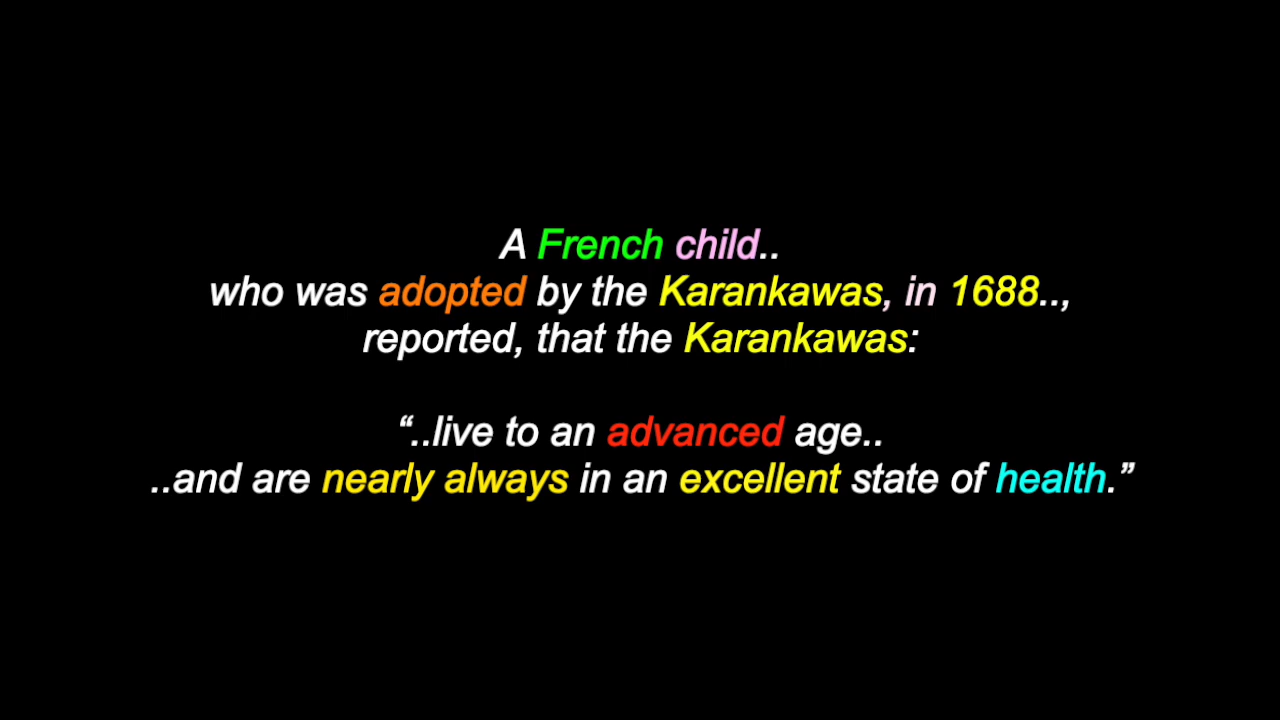 A French child..
who was adopted by the Karankawas, in 1688..,
reported, that the Karankawas:
“..live to an advanced age..
..and are nearly always in an excellent state of health.”